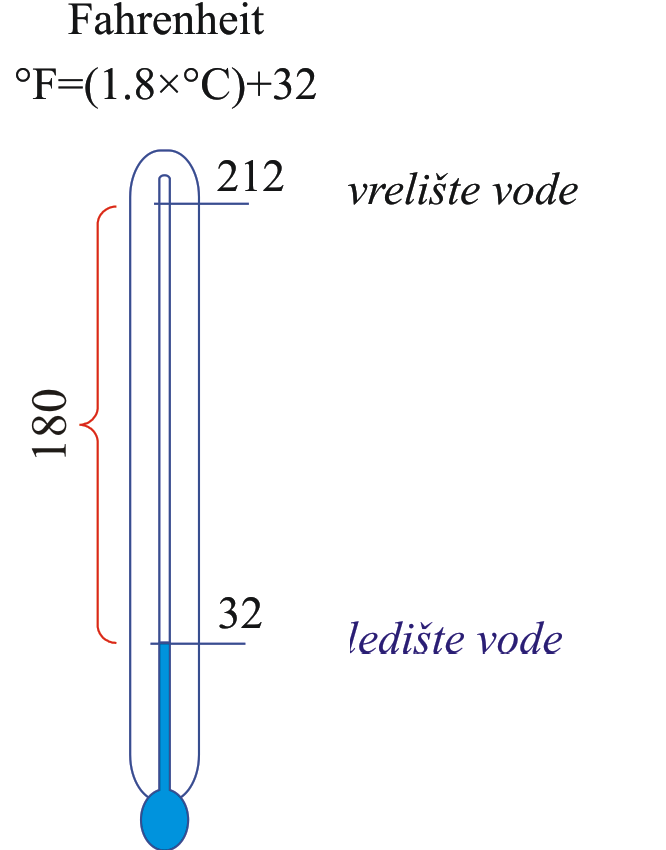 Fahrenheit
°F=(1.8×°C)+32
212
vrelište vode
180
32
ledište vode